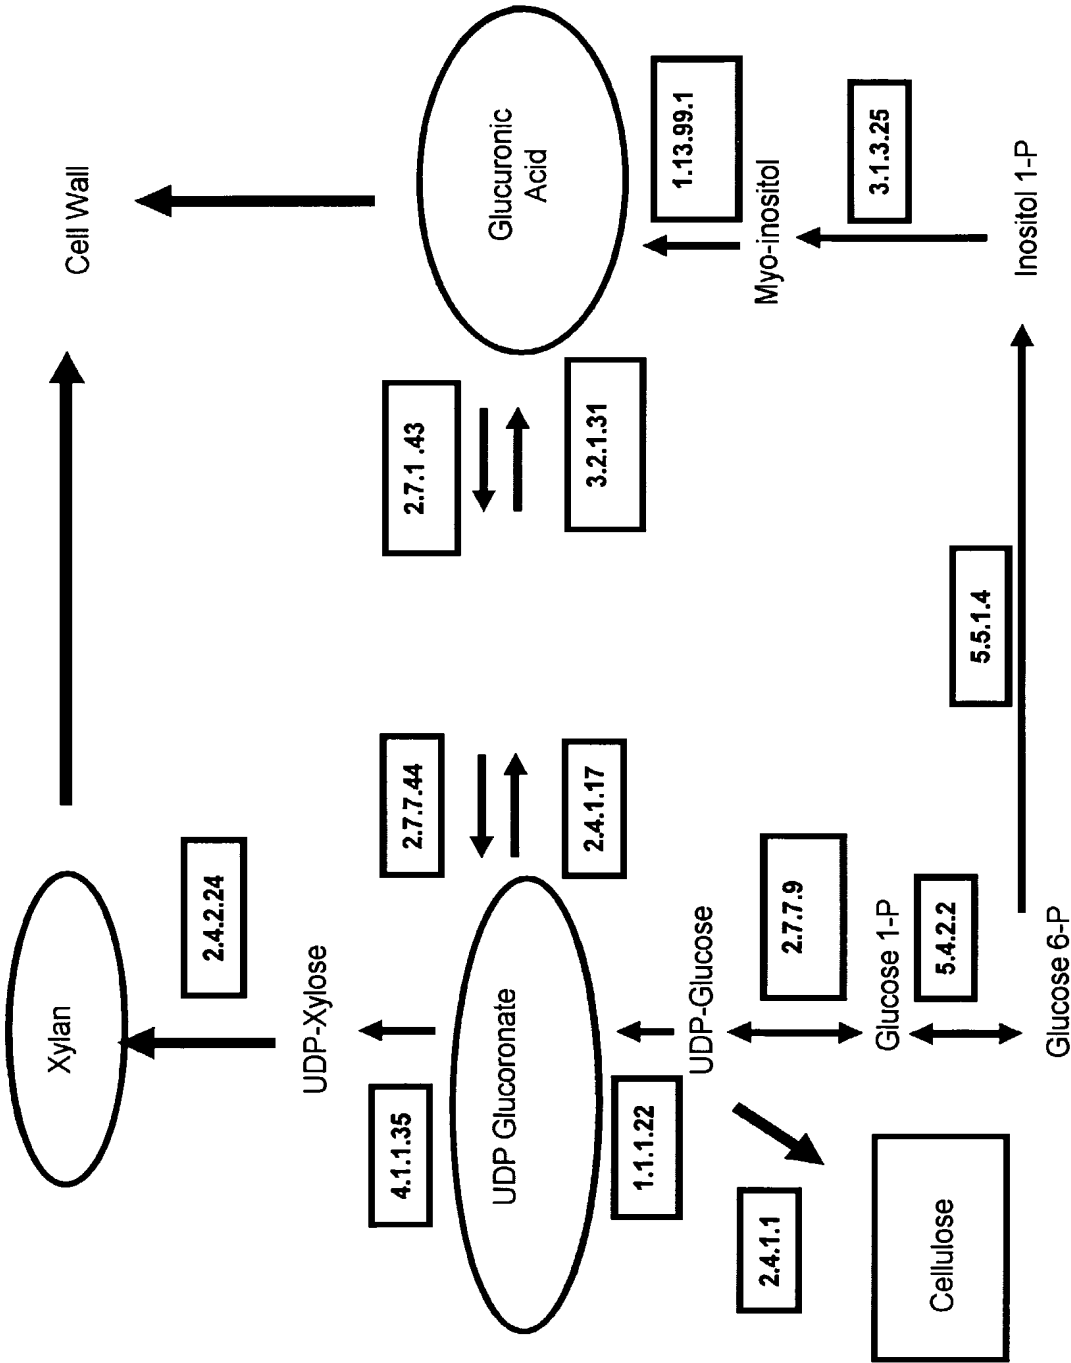 Xylan
Cell Wall
2.4.2.24
UDP-Xylose
4.1.1.35
2.7.7.44
2.7.1 .43
UDP Glucoronate
Glucuronic
Acid
2.4.1.17
3.2.1.31
1.1.1.22
1.13.99.1
UDP-Glucose
Myo-inositol
2.4.1.1
2.7.7.9
3.1.3.25
Glucose 1-P
Cellulose
5.4.2.2
5.5.1.4
Inositol 1-P
Glucose 6-P